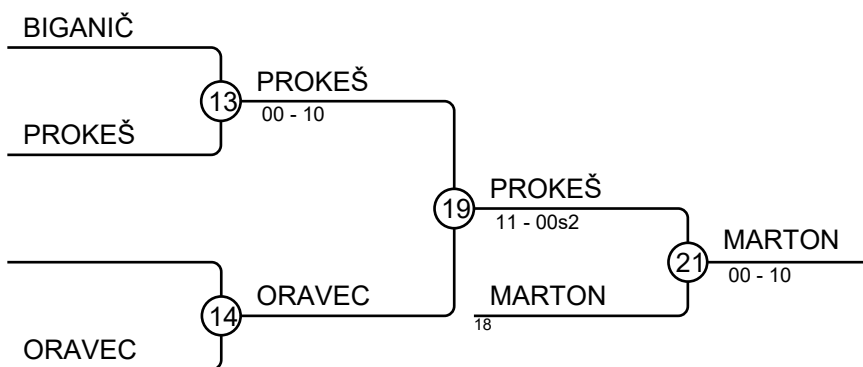 BIGANIČ
PROKEŠ
13
00 - 10
PROKEŠ
PROKEŠ
19
11 - 00s2
MARTON
21
00 - 10
ORAVEC
MARTON
14
18
ORAVEC